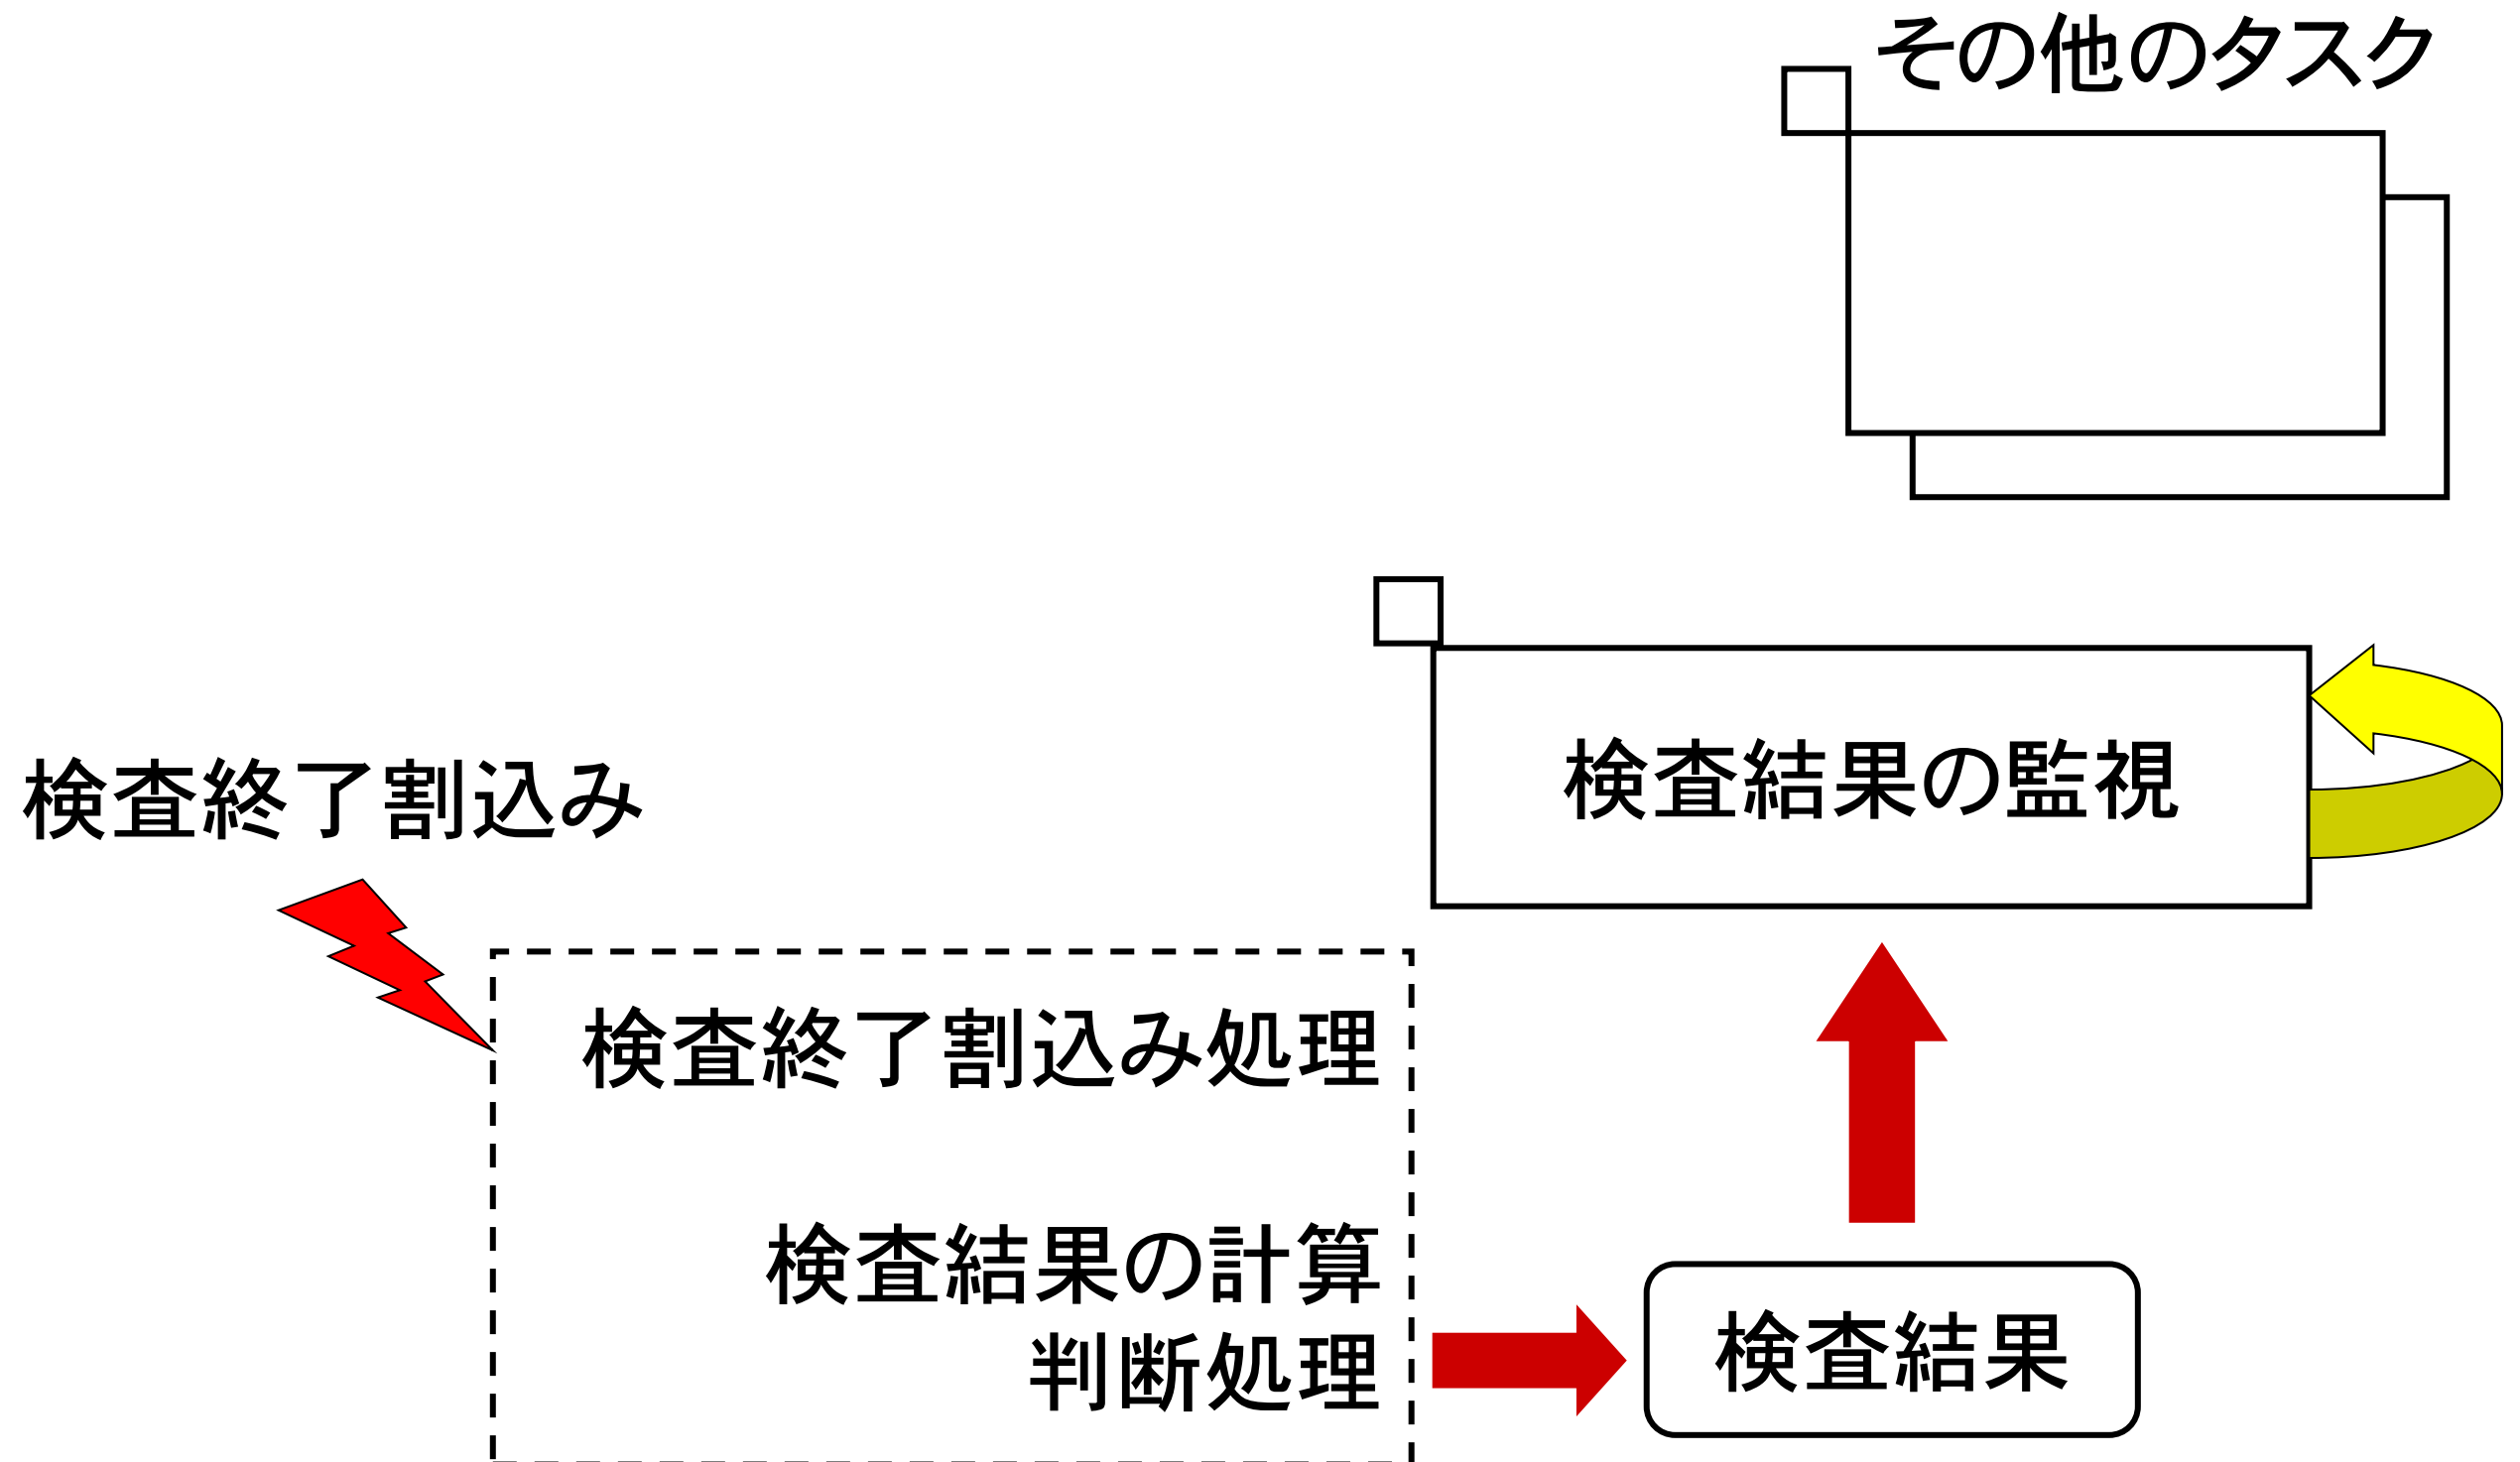 その他のタスク
検査結果の監視
検査終了割込み
検査終了割込み処理
検査結果の計算
判断処理
検査結果